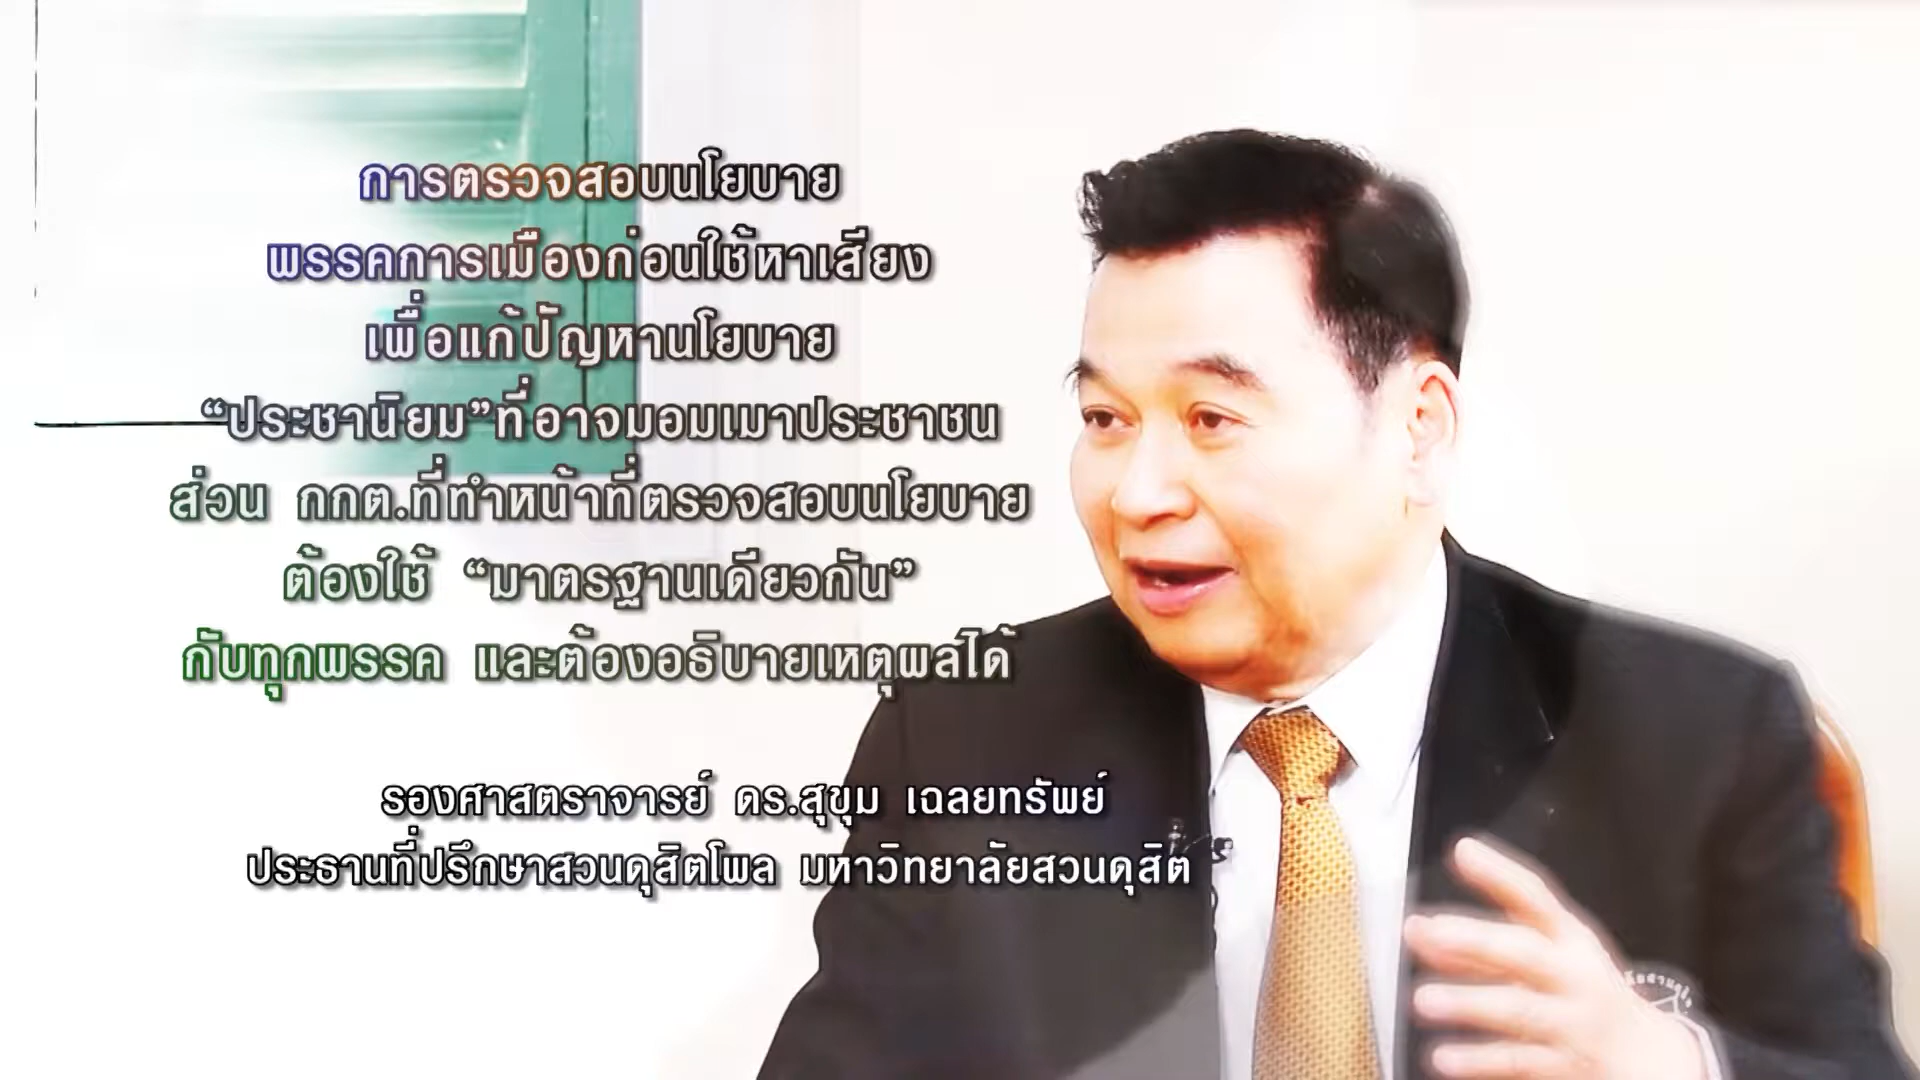 การตรวจสอบนโยบาย
พรรคการเมืองก่อนใช้หาเสียง
เพื่อแก้ปัญหานโยบาย
“ประชานิยม”ที่อาจมอมเมาประชาชน
ส่วน กกต.ที่ทำหน้าที่ตรวจสอบนโยบาย
ต้องใช้ “มาตรฐานเดียวกัน”
กับทุกพรรค และต้องอธิบายเหตุผลได้
รองศาสตราจารย์ ดร.สุขุม เฉลยทรัพย์
ประธานที่ปรึกษาสวนดุสิตโพล มหาวิทยาลัยสวนดุสิต